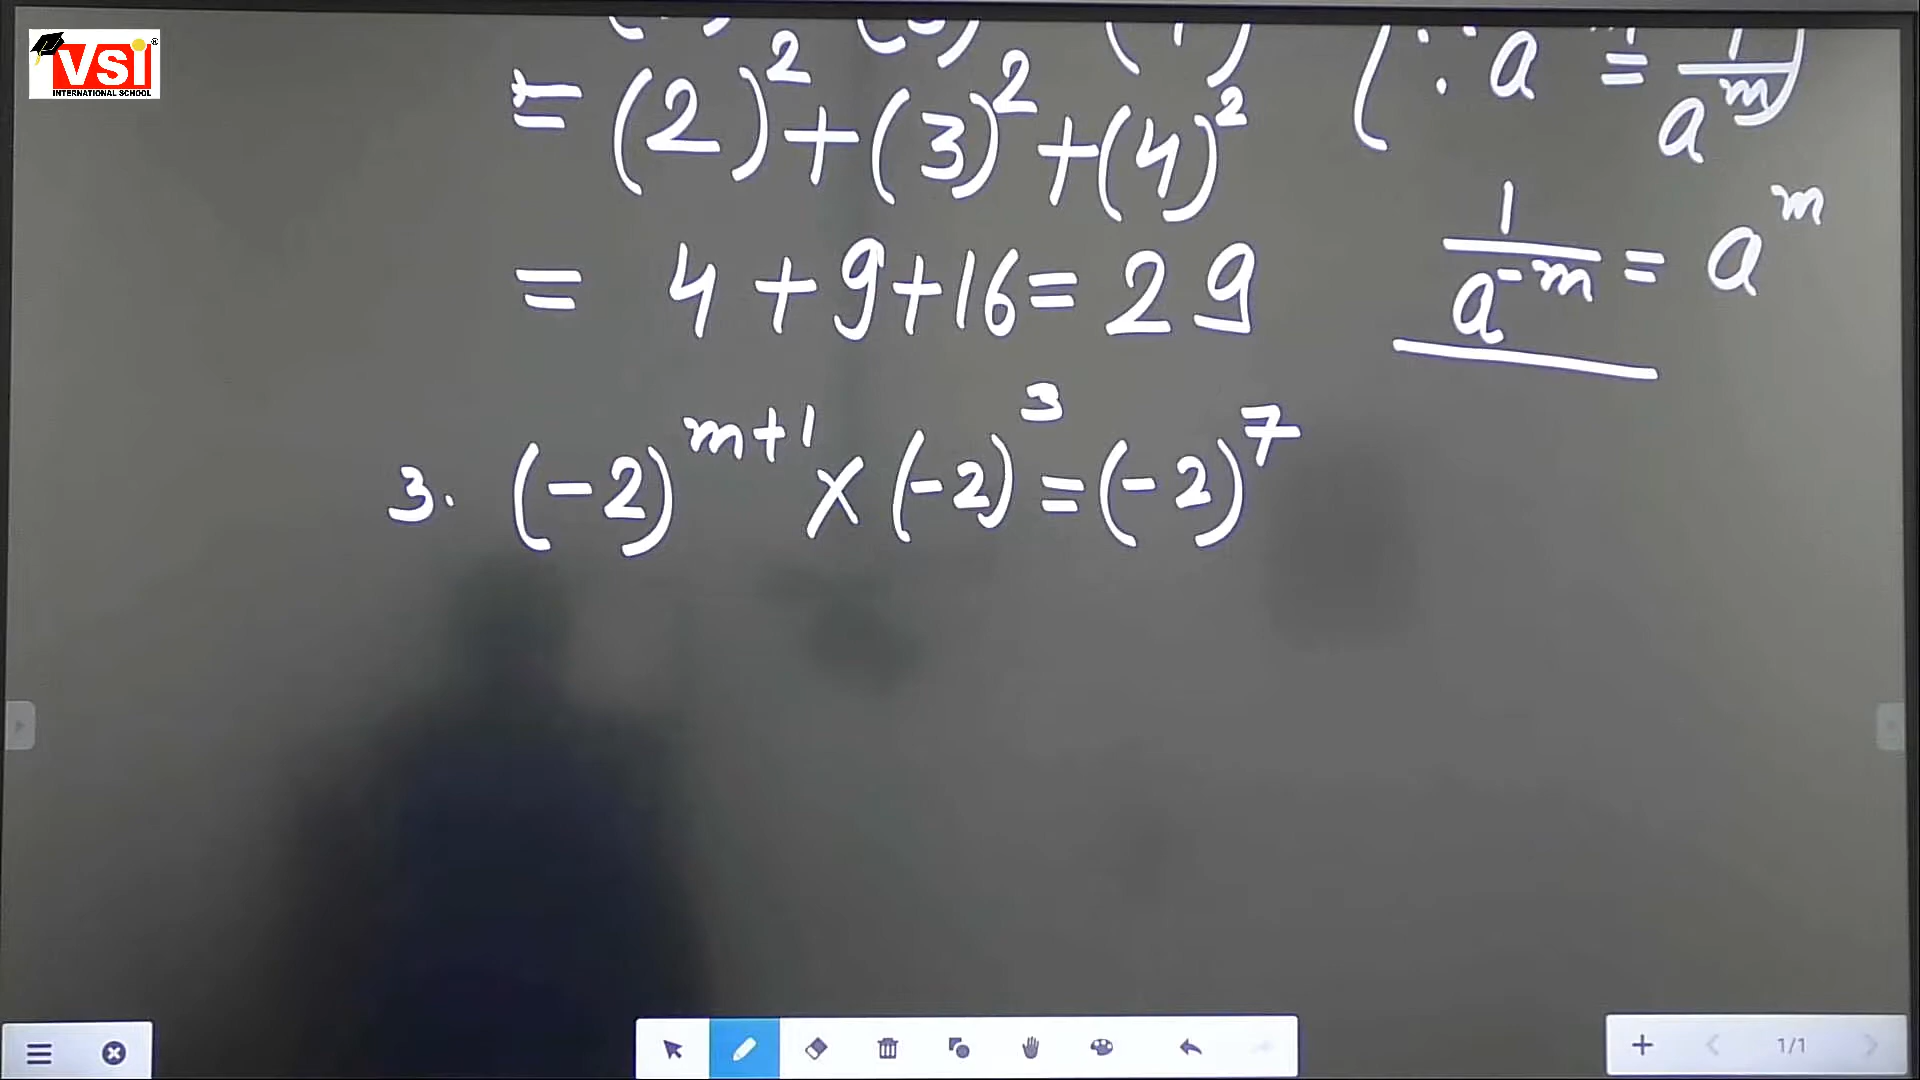 VSI
INTERNATIONAL SCHOOL
= (2)² + (3)² + (4)²
= 4 + 9 + 16 = 29
1/a⁻ᵐ = aᵐ
3. (-2)ᵐ⁺¹ × (-2)³ = (-2)⁷
1/1